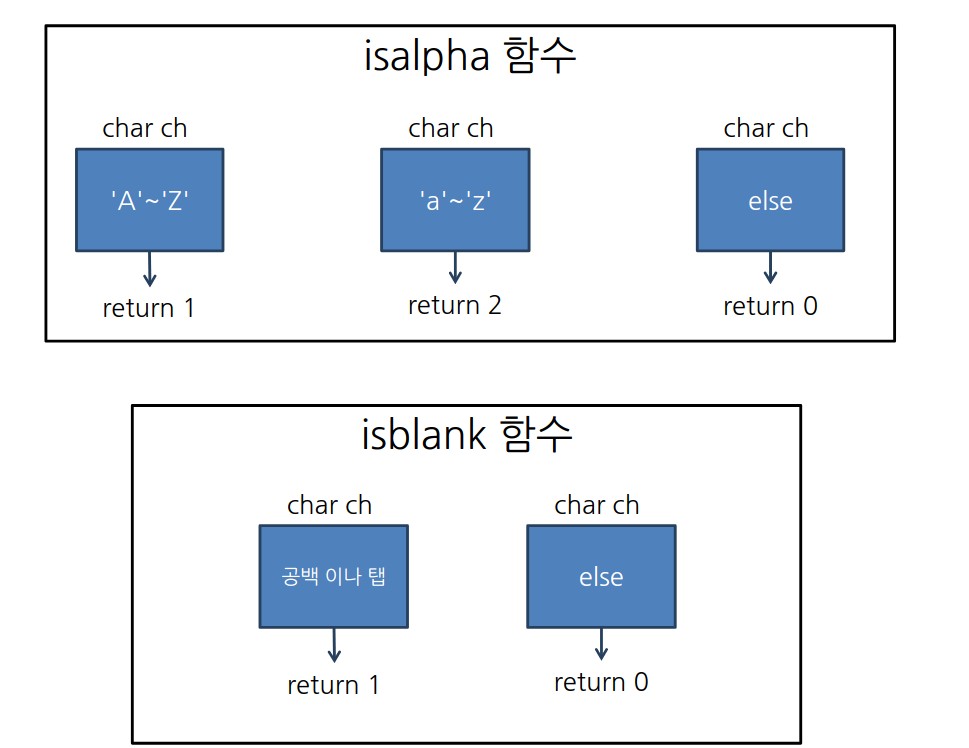 isalpha 함수
char ch
char ch
char ch
'A'~'Z'
'a'~'z'
else
return 1
return 2
return 0
isblank 함수
char ch
char ch
공백 이나 탭
else
return 1
return 0